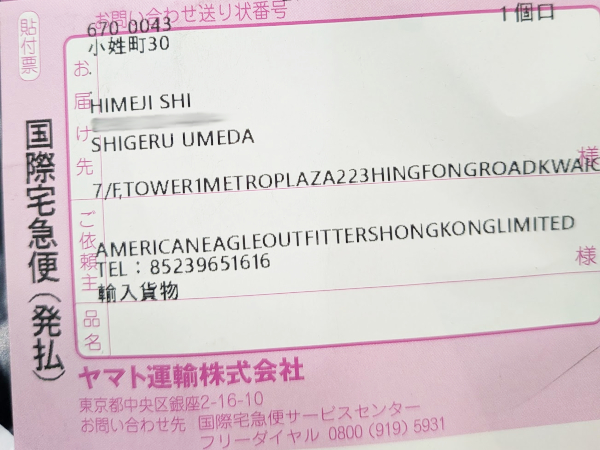 お問い合わせ送り状番号
1個口
貼付票
670 0043
小姓町30
お届け先
HIMEJI SHI
SHIGERU UMEDA
様
国際宅急便(発払)
7/F,TOWER1METROPLAZA223HINGFONGROADKWAIC
ご依頼主
AMERICANEAGLEOUTFITTERSHONGKONGLIMITED
TEL:85239651616
様
輸入貨物
品名
ヤマト運輸株式会社
東京都中央区銀座2-16-10
お問い合わせ先 国際宅急便サービスセンター
フリーダイヤル 0800(919)5931